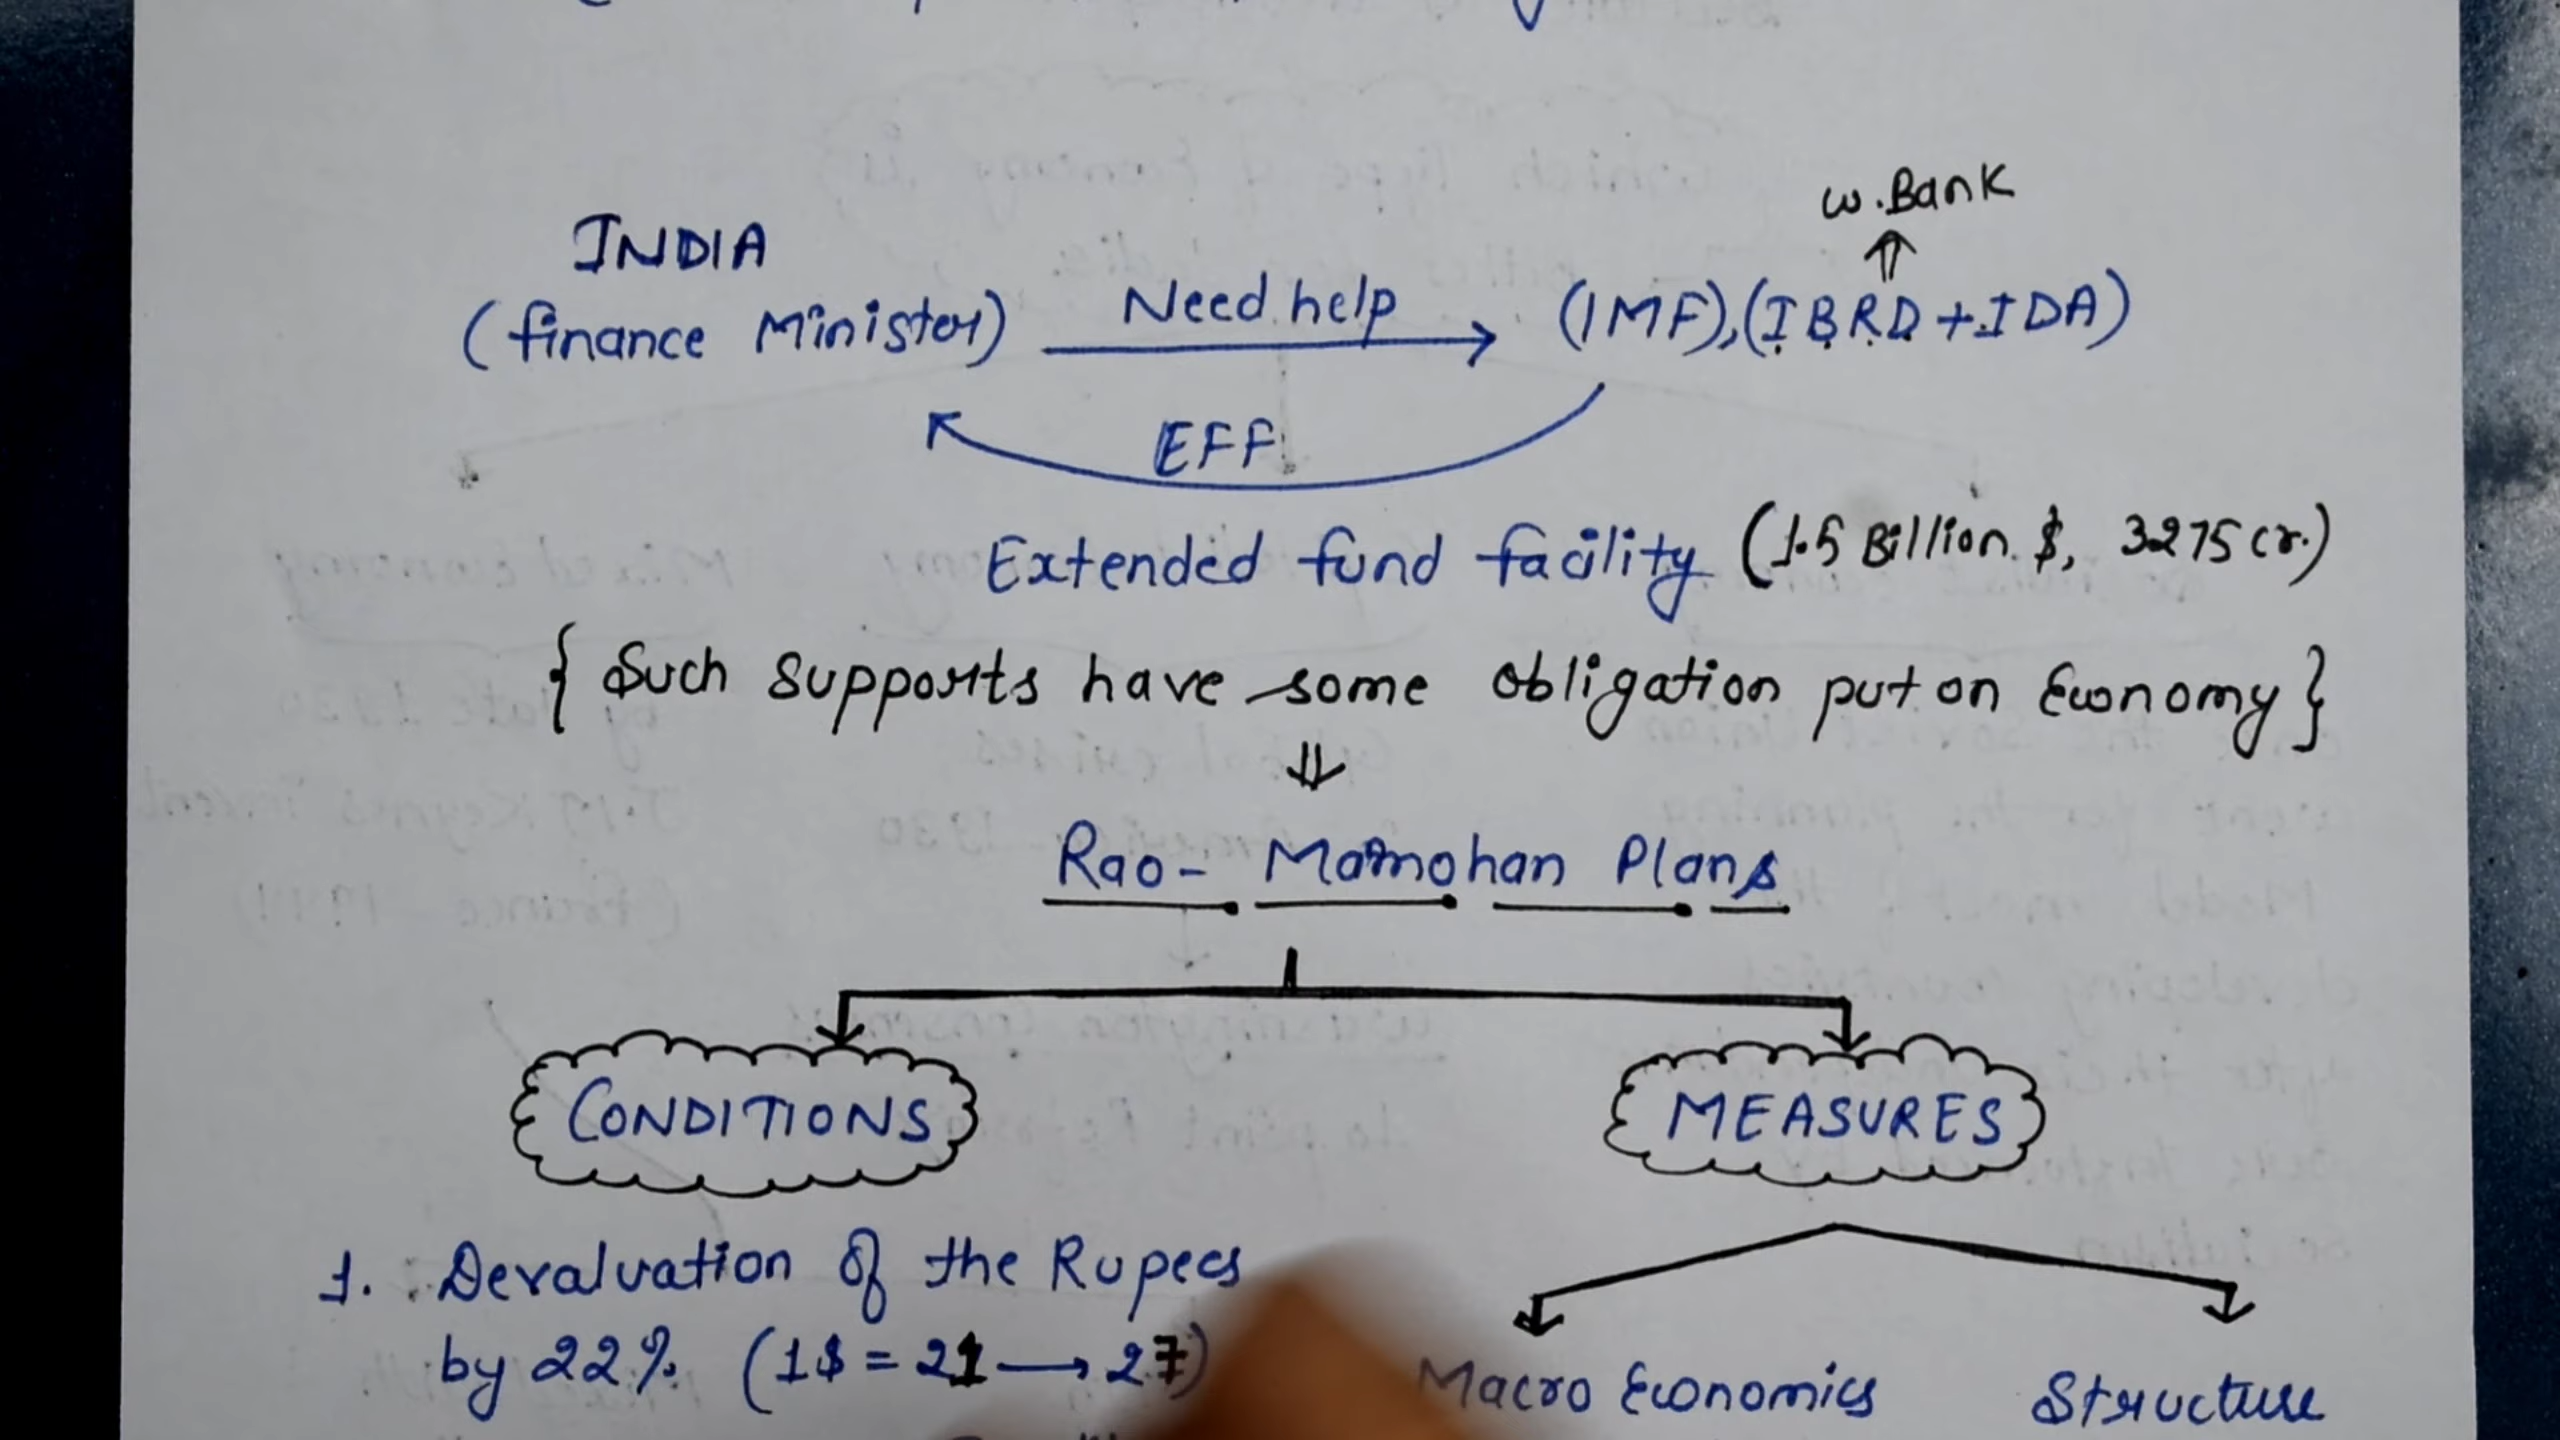 W. Bank
INDIA
(finance Minister) Need help (IMF),(IBRD+IDA)
EFF
Extended fund facility (1.5 Billion $, 3275 cr.)
{ Such supports have some obligation put on Economy }
Rao- Manmohan Plans
CONDITIONS MEASURES
1. Devaluation of the Rupees
by 22% (1$ = 21 → 27)
Macro Economics Structure